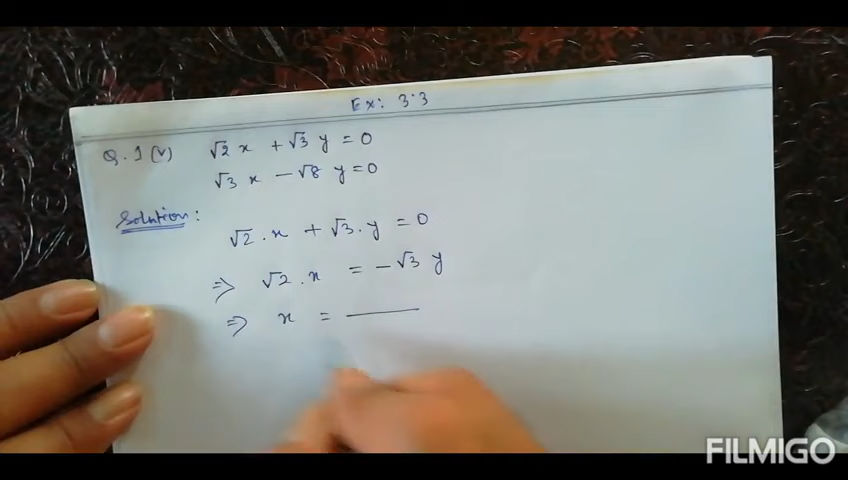 Ex: 3.3
Q. 1 (v) √2 x + √3 y = 0
√3 x - √8 y = 0
Solution:
√2 . x + √3 . y = 0
⇒ √2 . x = - √3 y
⇒ x =
FILMIGO